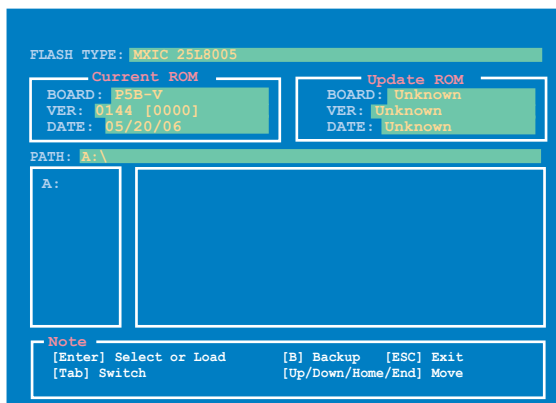 FLASH TYPE: MXIC 25L8005
Current ROM
BOARD: P5B-V
VER: 0144 [0000]
DATE: 05/20/06
Update ROM
BOARD: Unknown
VER: Unknown
DATE: Unknown
PATH: A:\
A:
Note
[Enter] Select or Load [B] Backup [ESC] Exit
[Tab] Switch [Up/Down/Home/End] Move